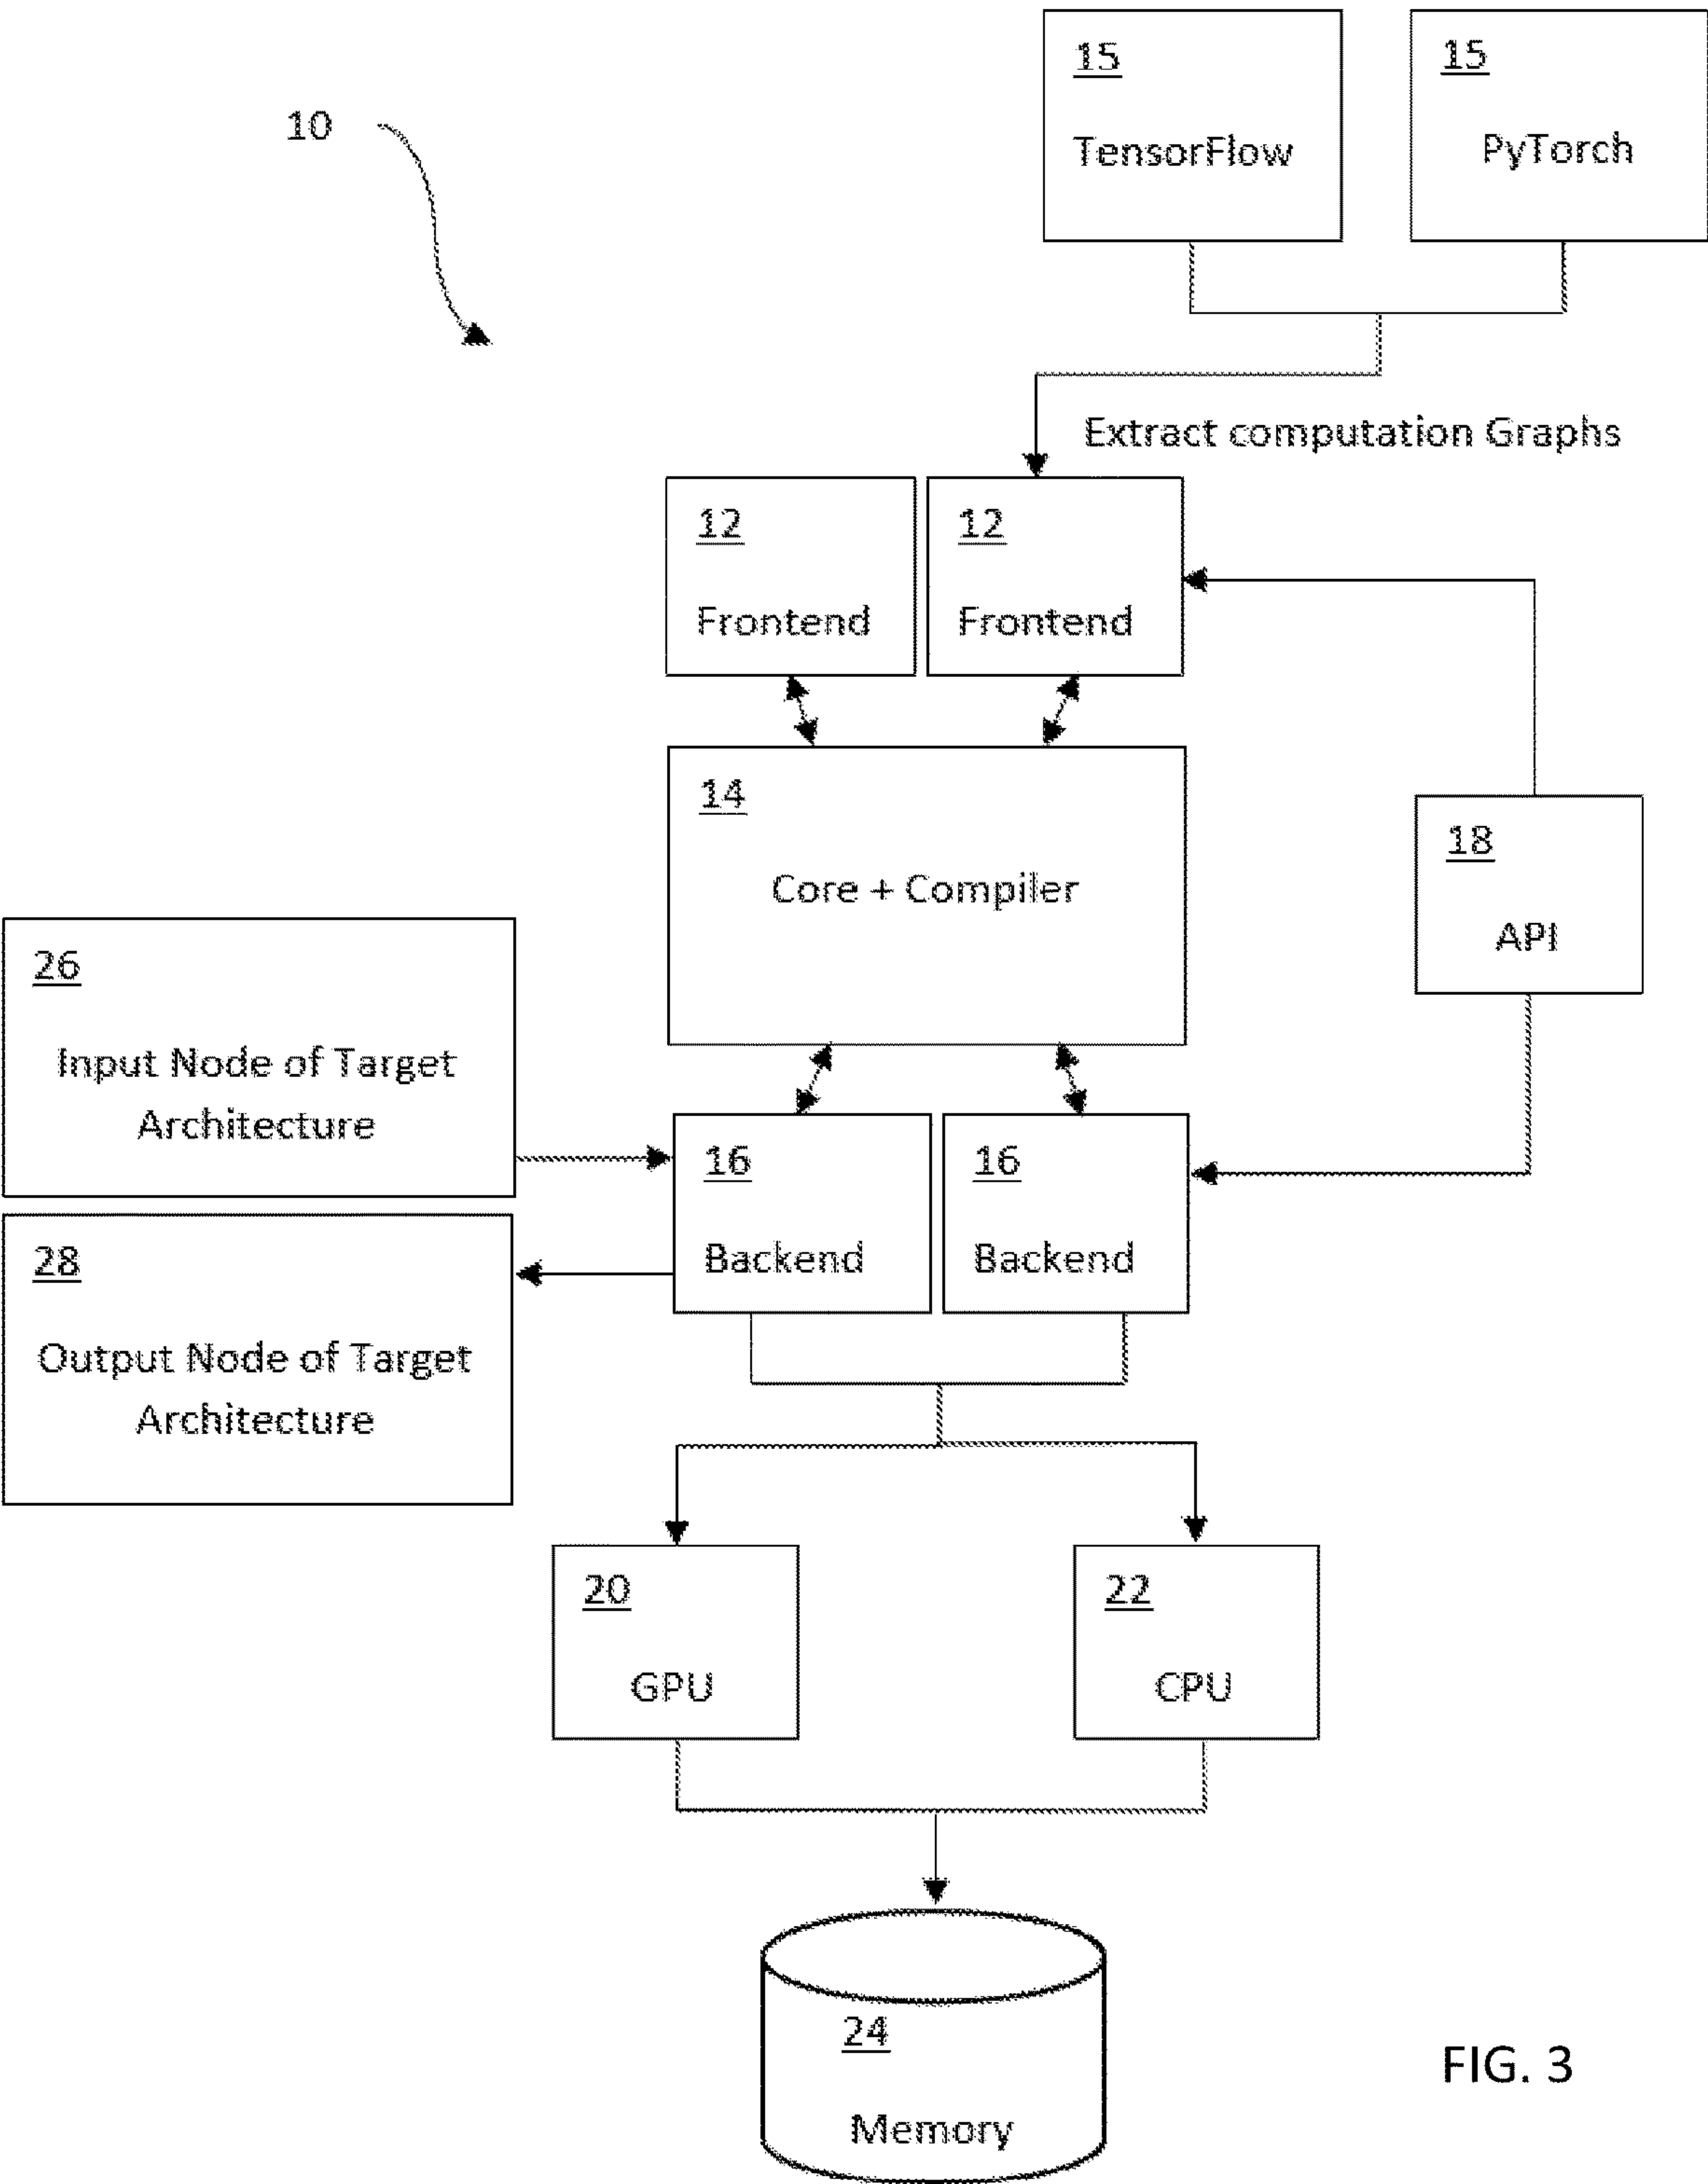 15
TensorFlow
15
PyTorch
10
Extract computation Graphs
12
Frontend
12
Frontend
14
Core + Compiler
18
API
26
Input Node of Target
Architecture
16
Backend
16
Backend
28
Output Node of Target
Architecture
20
GPU
22
CPU
24
Memory
FIG. 3